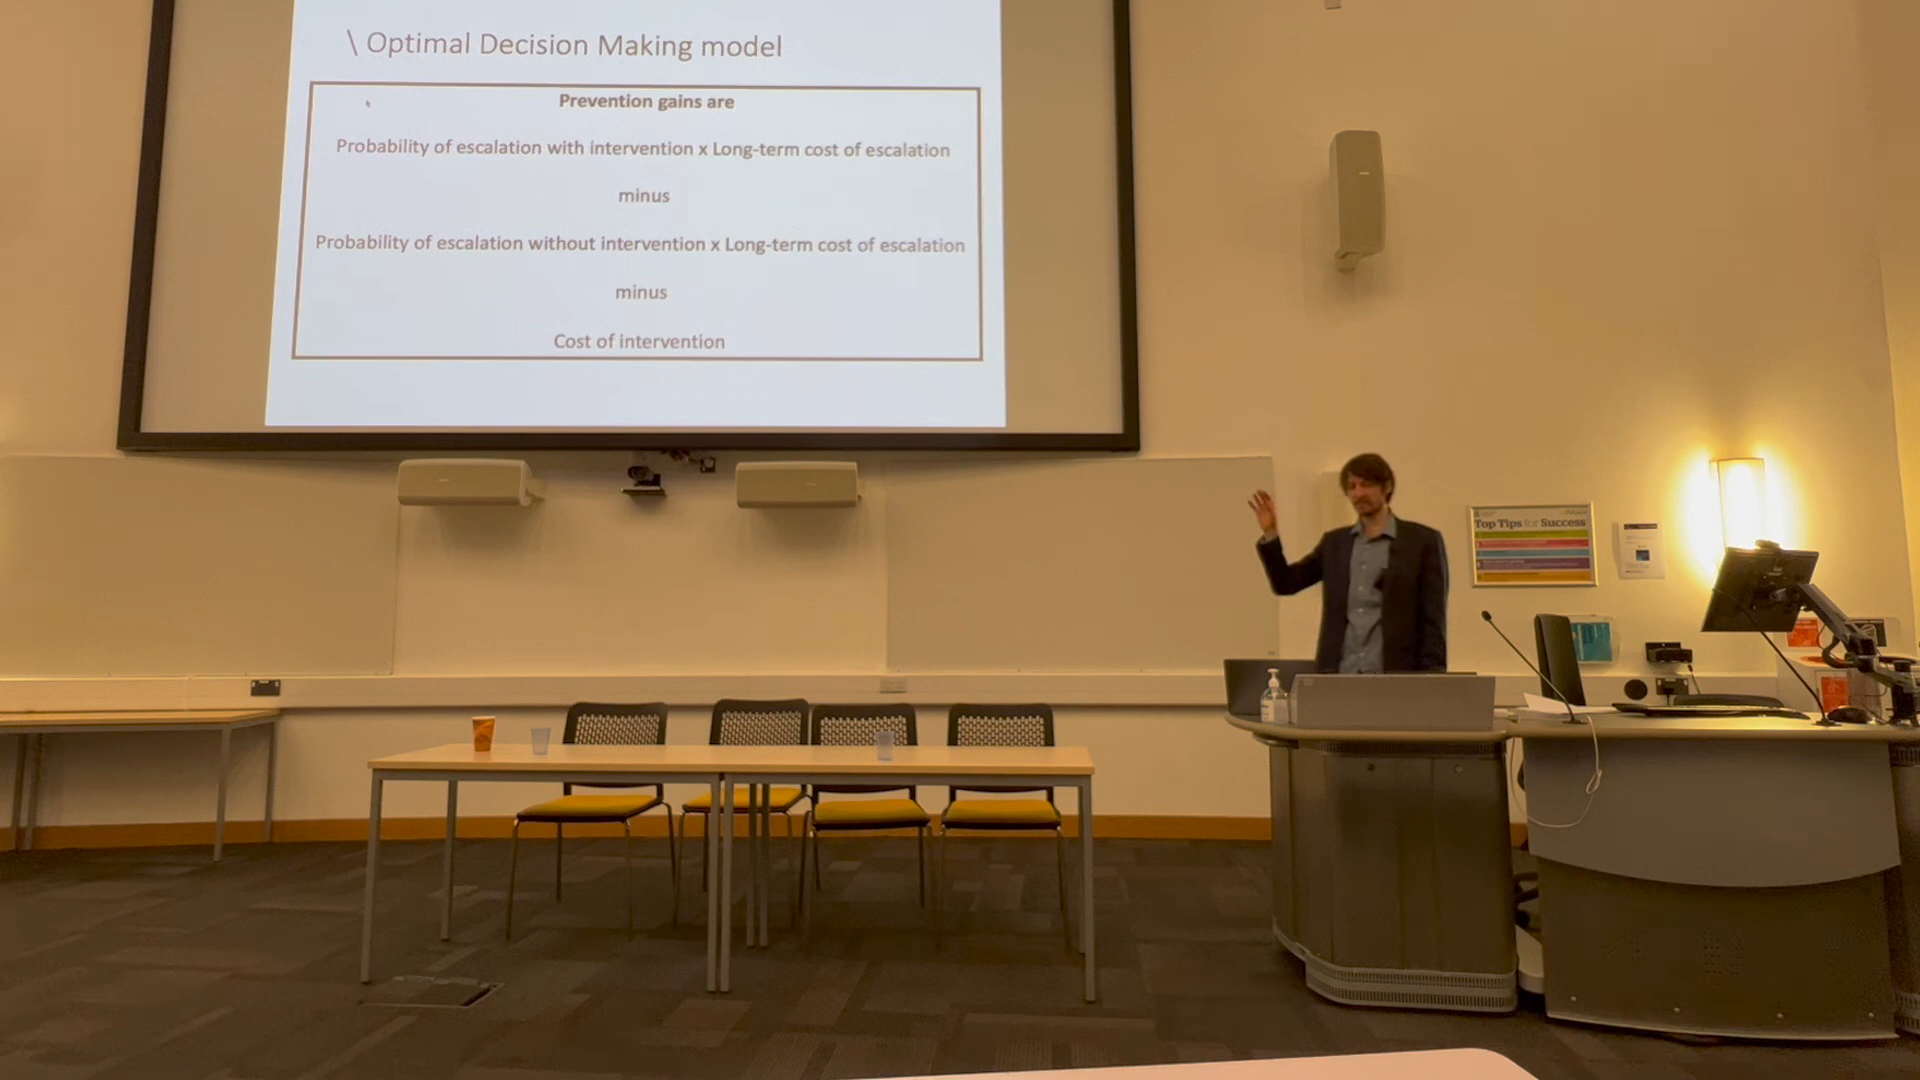 \ Optimal Decision Making model
Prevention gains are
Probability of escalation with intervention x Long-term cost of escalation
minus
Probability of escalation without intervention x Long-term cost of escalation
minus
Cost of intervention
Top Tips for Success